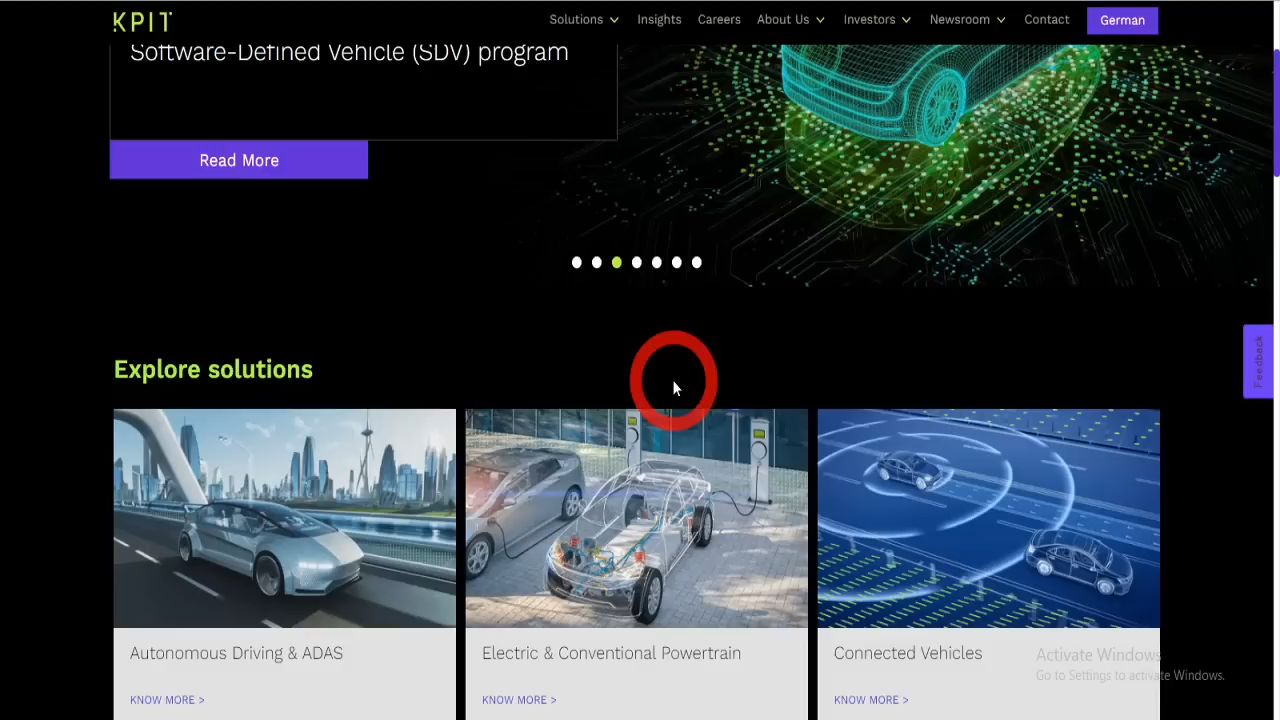 KPIT
Solutions
Insights
Careers
About Us
Investors
Newsroom
Contact
German
Software-Defined Vehicle (SDV) program
Read More
Feedback
Explore solutions
Autonomous Driving & ADAS
Electric & Conventional Powertrain
Connected Vehicles
KNOW MORE >
KNOW MORE >
KNOW MORE >
Activate Windows
Go to Settings to activate Windows.